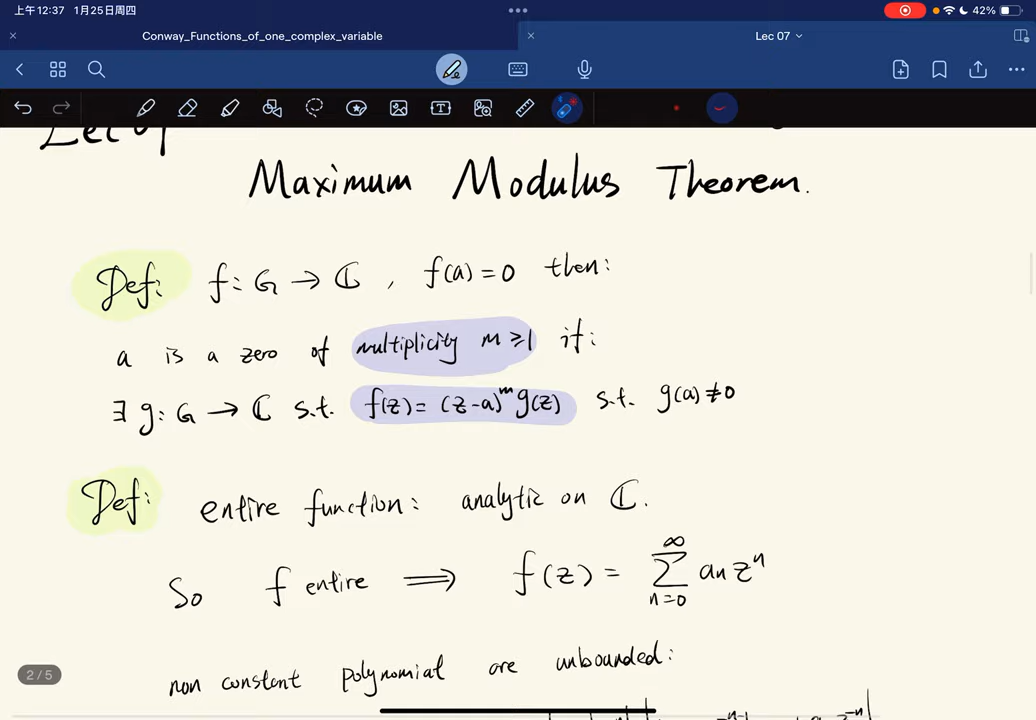 上午12:37 1月25日周四
42%
Conway_Functions_of_one_complex_variable
Lec 07
Lec 07
Maximum Modulus Theorem.
Def: f: G → ℂ , f(a) = 0 then:
a is a zero of multiplicity m ≥ 1 if:
∃ g: G → ℂ s.t. f(z) = (z-a)^m g(z) s.t. g(a) ≠ 0
Def: entire function: analytic on ℂ.
So f entire ⟹ f(z) = ∑_{n=0}^{∞} a_n z^n
non constant polynomial are unbounded:
2 / 5